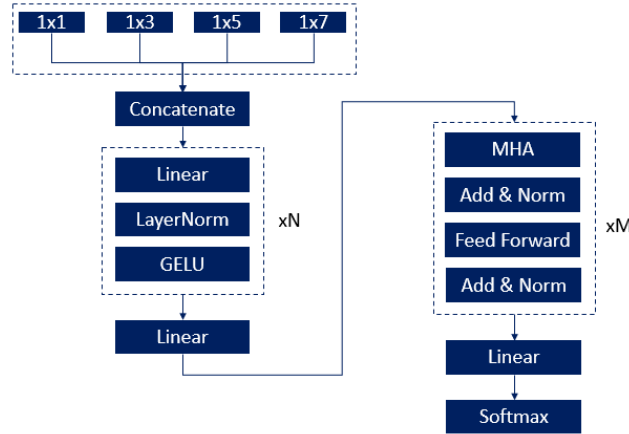 1x1 1x3 1x5 1x7
Concatenate
Linear
LayerNorm
GELU
xN
Linear
MHA
Add & Norm
Feed Forward
Add & Norm
xM
Linear
Softmax